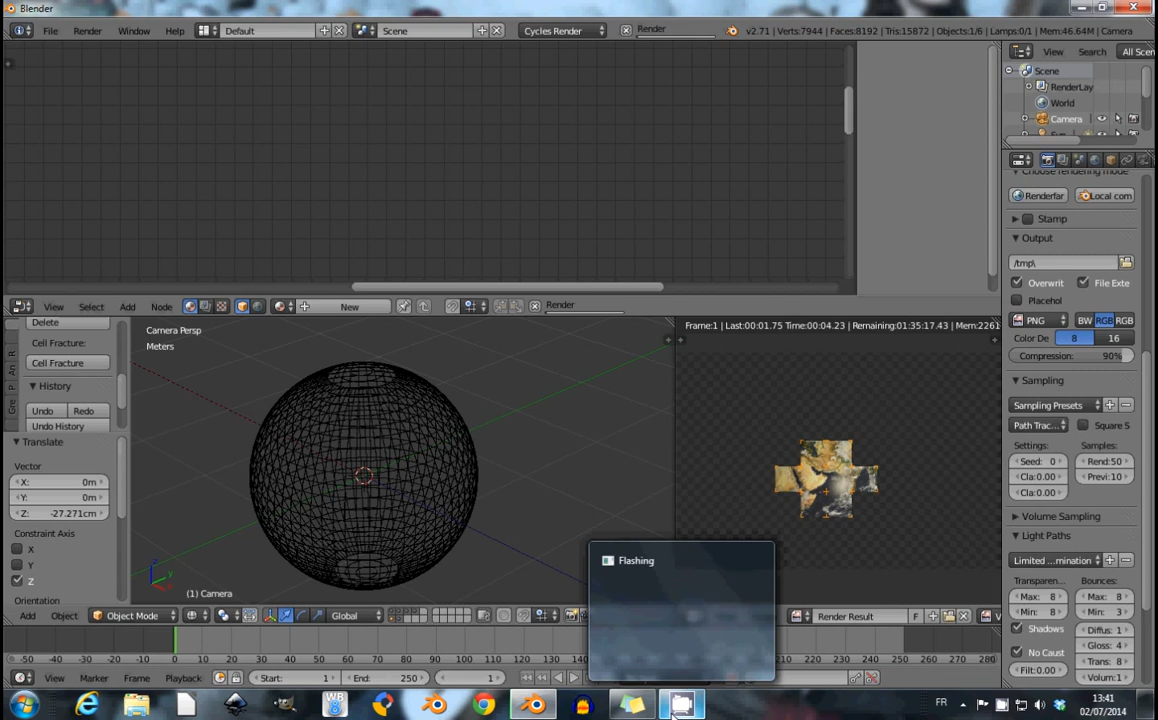 Blender
File Render Window Help Default Scene Cycles Render Render v2.71 | Verts:7944 | Faces:8192 | Tris:15872 | Objects:1/6 | Lamps:0/1 | Mem:46.64M | Camera
View Search All Scen
Scene
RenderLay
World
Camera
Choose rendering mode
Renderfar Local com
Stamp
Output
/tmp\
Overwrit File Exte
Placehol
PNG BW RGB RGB
Color De 8 16
Compression: 90%
Sampling
Sampling Presets
Path Trac... Square S
Settings: Samples:
Seed: 0 Rend:50
Cla:0.00 Previ:10
Cla:0.00
Volume Sampling
Light Paths
Limited ...mination
Transparen... Bounces:
Max: 8 Max: 8
Min: 8 Min: 3
Shadows Diffus: 1
Gloss: 4
No Caust Trans: 8
Filt:0.00 Volum:1
View Select Add Node New Render
Delete
Cell Fracture:
Cell Fracture
History
Undo Redo
Undo History
Translate
Vector
X: 0m
Y: 0m
Z: -27.271cm
Constraint Axis
X
Y
Z
Orientation
Camera Persp
Meters
(1) Camera
Frame:1 | Last:00:01.75 Time:00:04.23 | Remaining:01:35:17.43 | Mem:2261
Flashing
Add Object Object Mode Global Render Result F V
-50 -40 -30 -20 -10 0 10 20 30 40 50 60 70 80 90 100 110 120 130 140 210 220 230 240 250 260 270 280
View Marker Frame Playback Start: 1 End: 250 1
FR 13:41
02/07/2014